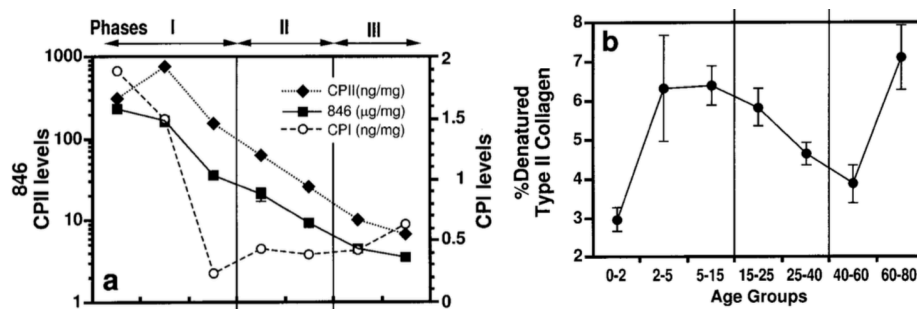 Phases I II III
a
1000
100
10
1
846
CPII levels
CPII(ng/mg)
846 (μg/mg)
CPI (ng/mg)
2
1.5
1
0.5
0
CPI levels
b
8
7
6
5
4
3
2
%Denatured
Type II Collagen
0-2 2-5 5-15 15-25 25-40 40-60 60-80
Age Groups